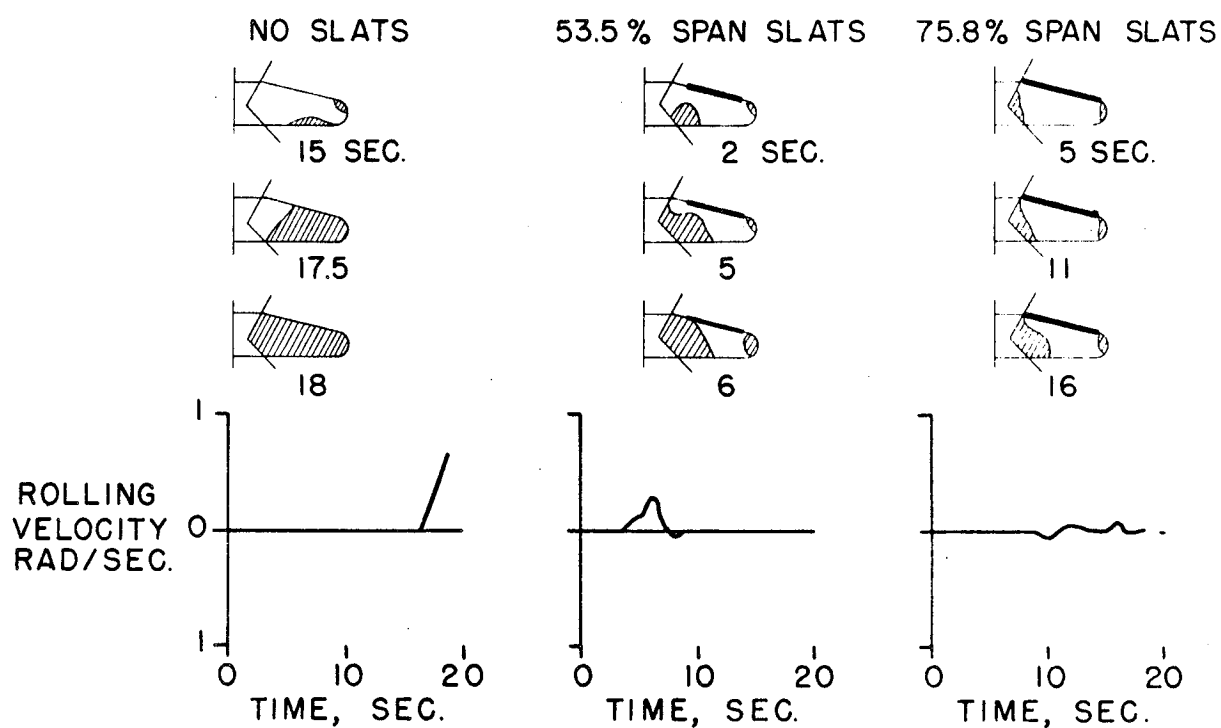 NO SLATS
53.5% SPAN SLATS
75.8% SPAN SLATS
15 SEC.
2 SEC.
5 SEC.
17.5
5
11
18
6
16
1
ROLLING
VELOCITY 0
RAD/SEC.
1
0 10 20
0 10 20
0 10 20
TIME, SEC.
TIME, SEC.
TIME, SEC.